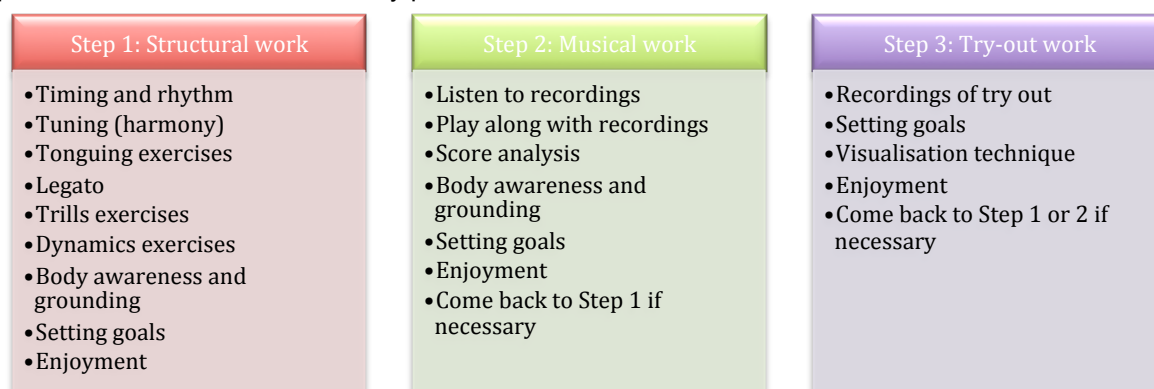 Step 1: Structural work
•Timing and rhythm
•Tuning (harmony)
•Tonguing exercises
•Legato
•Trills exercises
•Dynamics exercises
•Body awareness and
grounding
•Setting goals
•Enjoyment
Step 2: Musical work
•Listen to recordings
•Play along with recordings
•Score analysis
•Body awareness and
grounding
•Setting goals
•Enjoyment
•Come back to Step 1 if
necessary
Step 3: Try-out work
•Recordings of try out
•Setting goals
•Visualisation technique
•Enjoyment
•Come back to Step 1 or 2 if
necessary